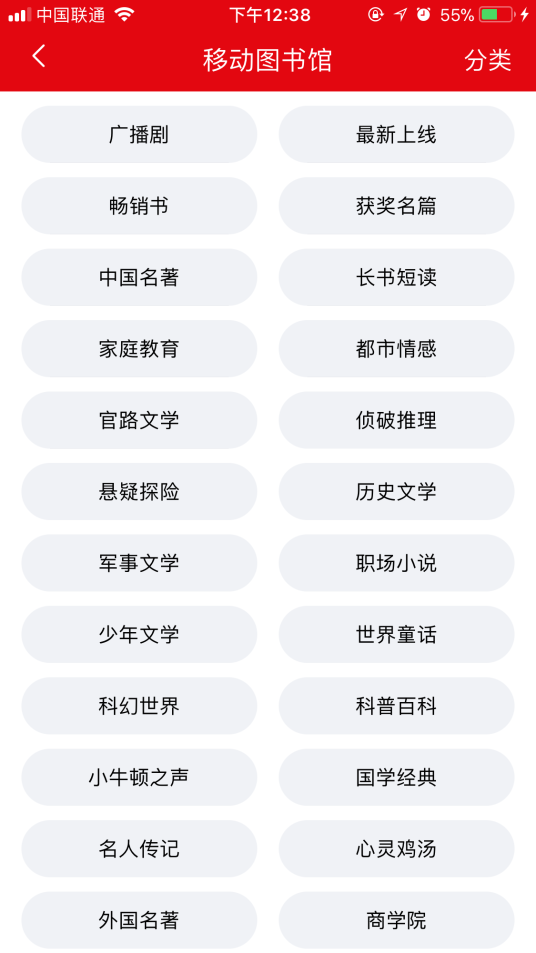 中国联通 下午12:38 55%
移动图书馆 分类
广播剧 最新上线
畅销书 获奖名篇
中国名著 长书短读
家庭教育 都市情感
官路文学 侦破推理
悬疑探险 历史文学
军事文学 职场小说
少年文学 世界童话
科幻世界 科普百科
小牛顿之声 国学经典
名人传记 心灵鸡汤
外国名著 商学院